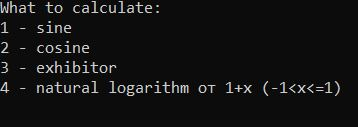 What to calculate:
1 - sine
2 - cosine
3 - exhibitor
4 - natural logarithm от 1+x (-1<x<=1)